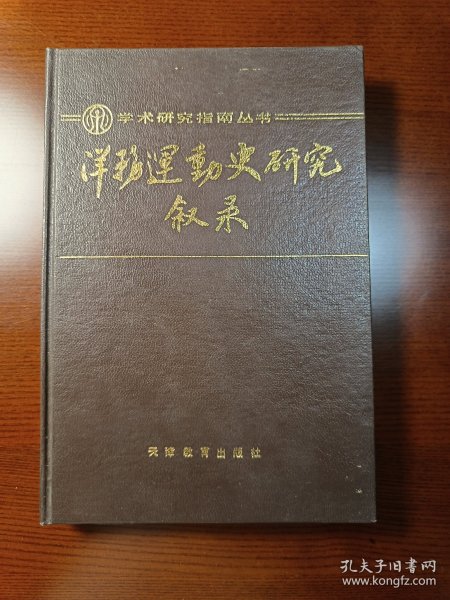 学术研究指南丛书
洋務運動史研究
叙录
天津教育出版社
孔夫子旧书网
www.kongfz.com